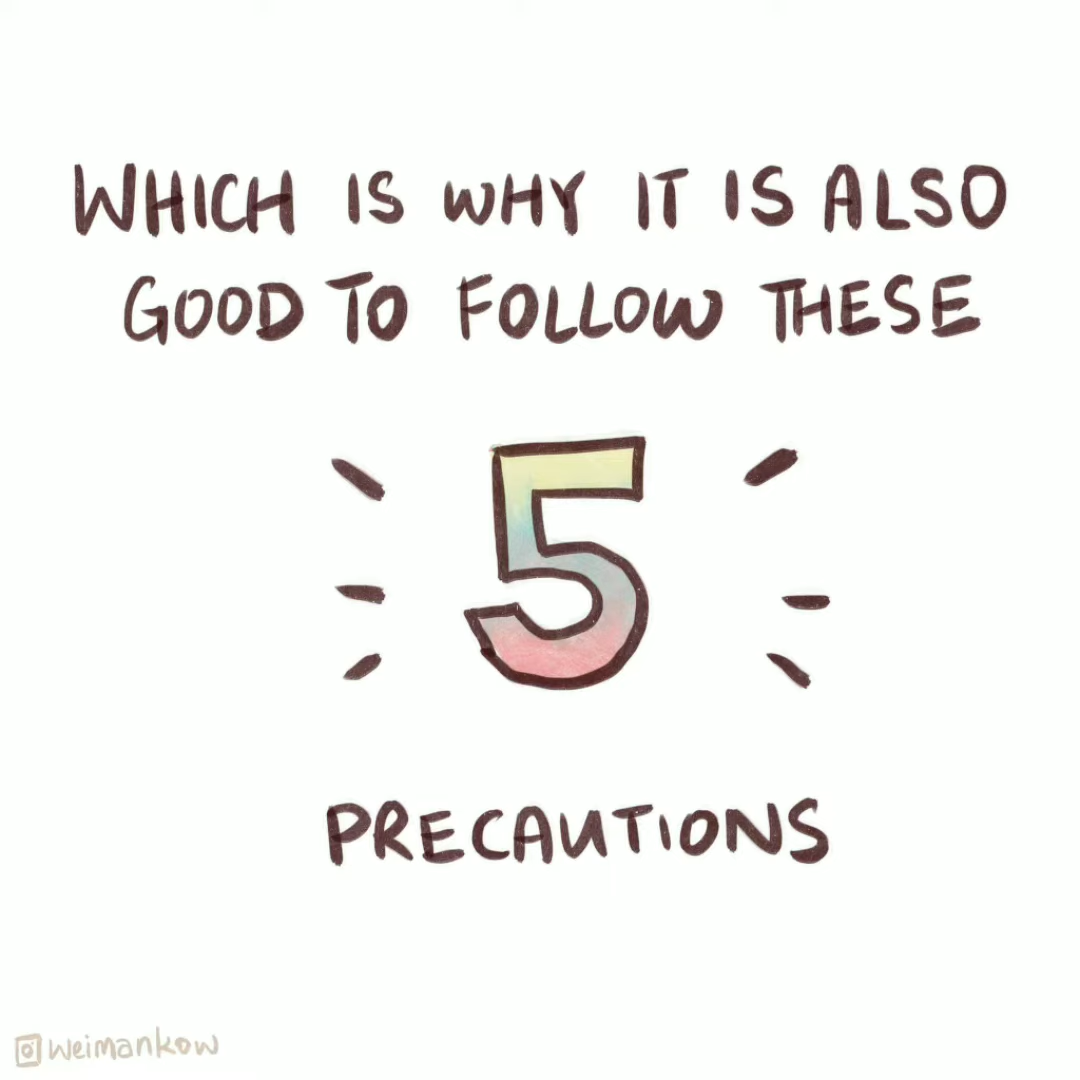 WHICH IS WHY IT IS ALSO
GOOD TO FOLLOW THESE
5
PRECAUTIONS
weimankow